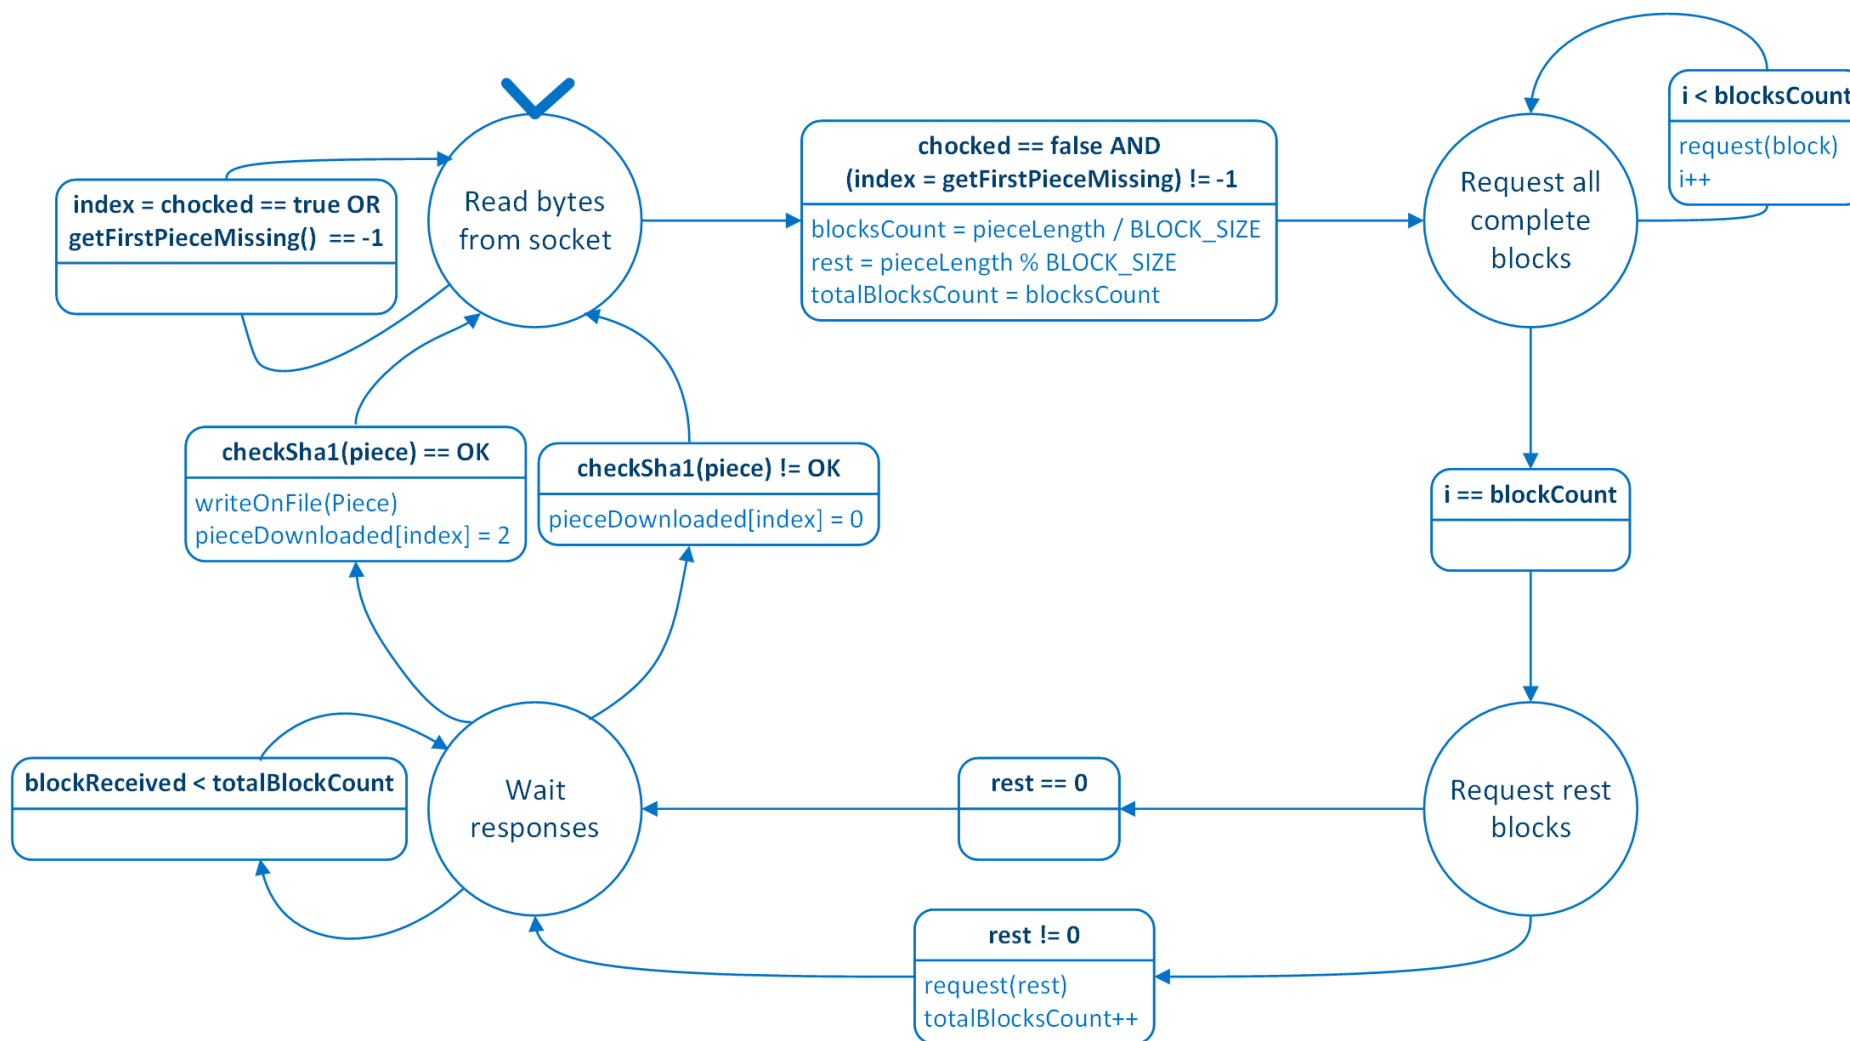 i < blocksCount
request(block)
i++
chocked == false AND
(index = getFirstPieceMissing) != -1
blocksCount = pieceLength / BLOCK_SIZE
rest = pieceLength % BLOCK_SIZE
totalBlocksCount = blocksCount
index = chocked == true OR
getFirstPieceMissing() == -1
Read bytes
from socket
Request all
complete
blocks
checkSha1(piece) == OK
writeOnFile(Piece)
pieceDownloaded[index] = 2
checkSha1(piece) != OK
pieceDownloaded[index] = 0
i == blockCount
blockReceived < totalBlockCount
Wait
responses
rest == 0
Request rest
blocks
rest != 0
request(rest)
totalBlocksCount++